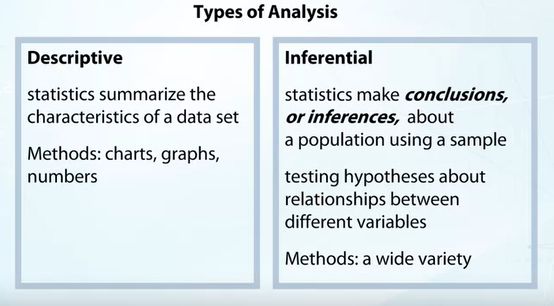 Types of Analysis
Descriptive
statistics summarize the
characteristics of a data set
Methods: charts, graphs,
numbers
Inferential
statistics make conclusions,
or inferences, about
a population using a sample
testing hypotheses about
relationships between
different variables
Methods: a wide variety